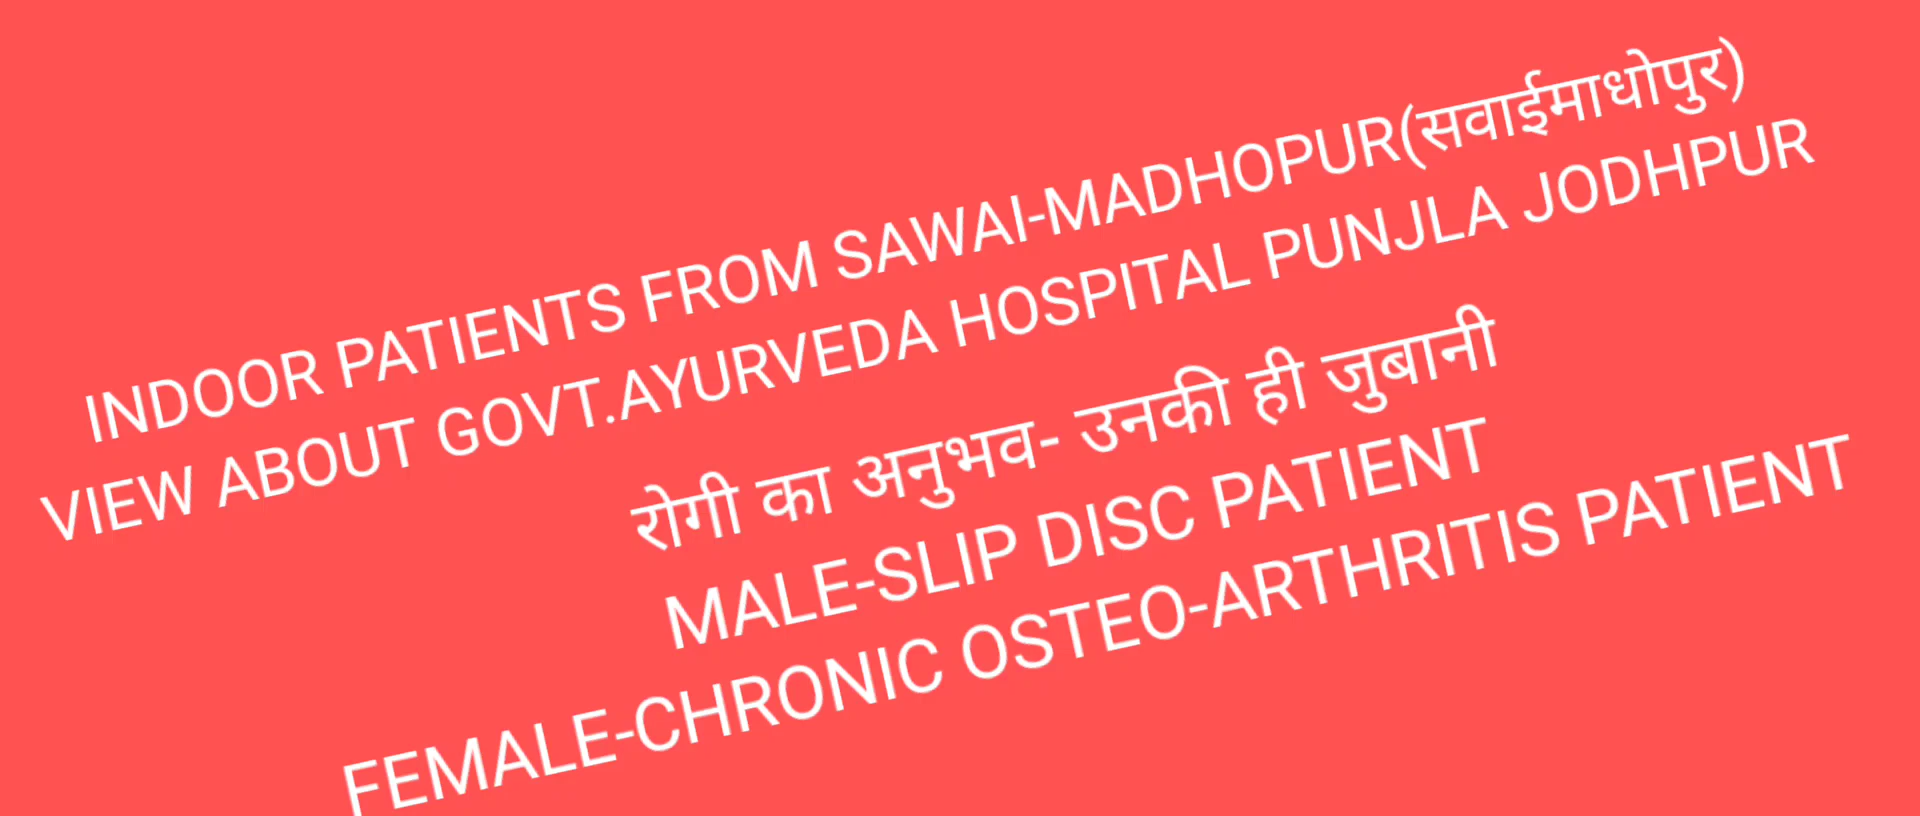 INDOOR PATIENTS FROM SAWAI-MADHOPUR(सवाईमाधोपुर)
VIEW ABOUT GOVT.AYURVEDA HOSPITAL PUNJLA JODHPUR
रोगी का अनुभव- उनकी ही जुबानी
MALE-SLIP DISC PATIENT
FEMALE-CHRONIC OSTEO-ARTHRITIS PATIENT